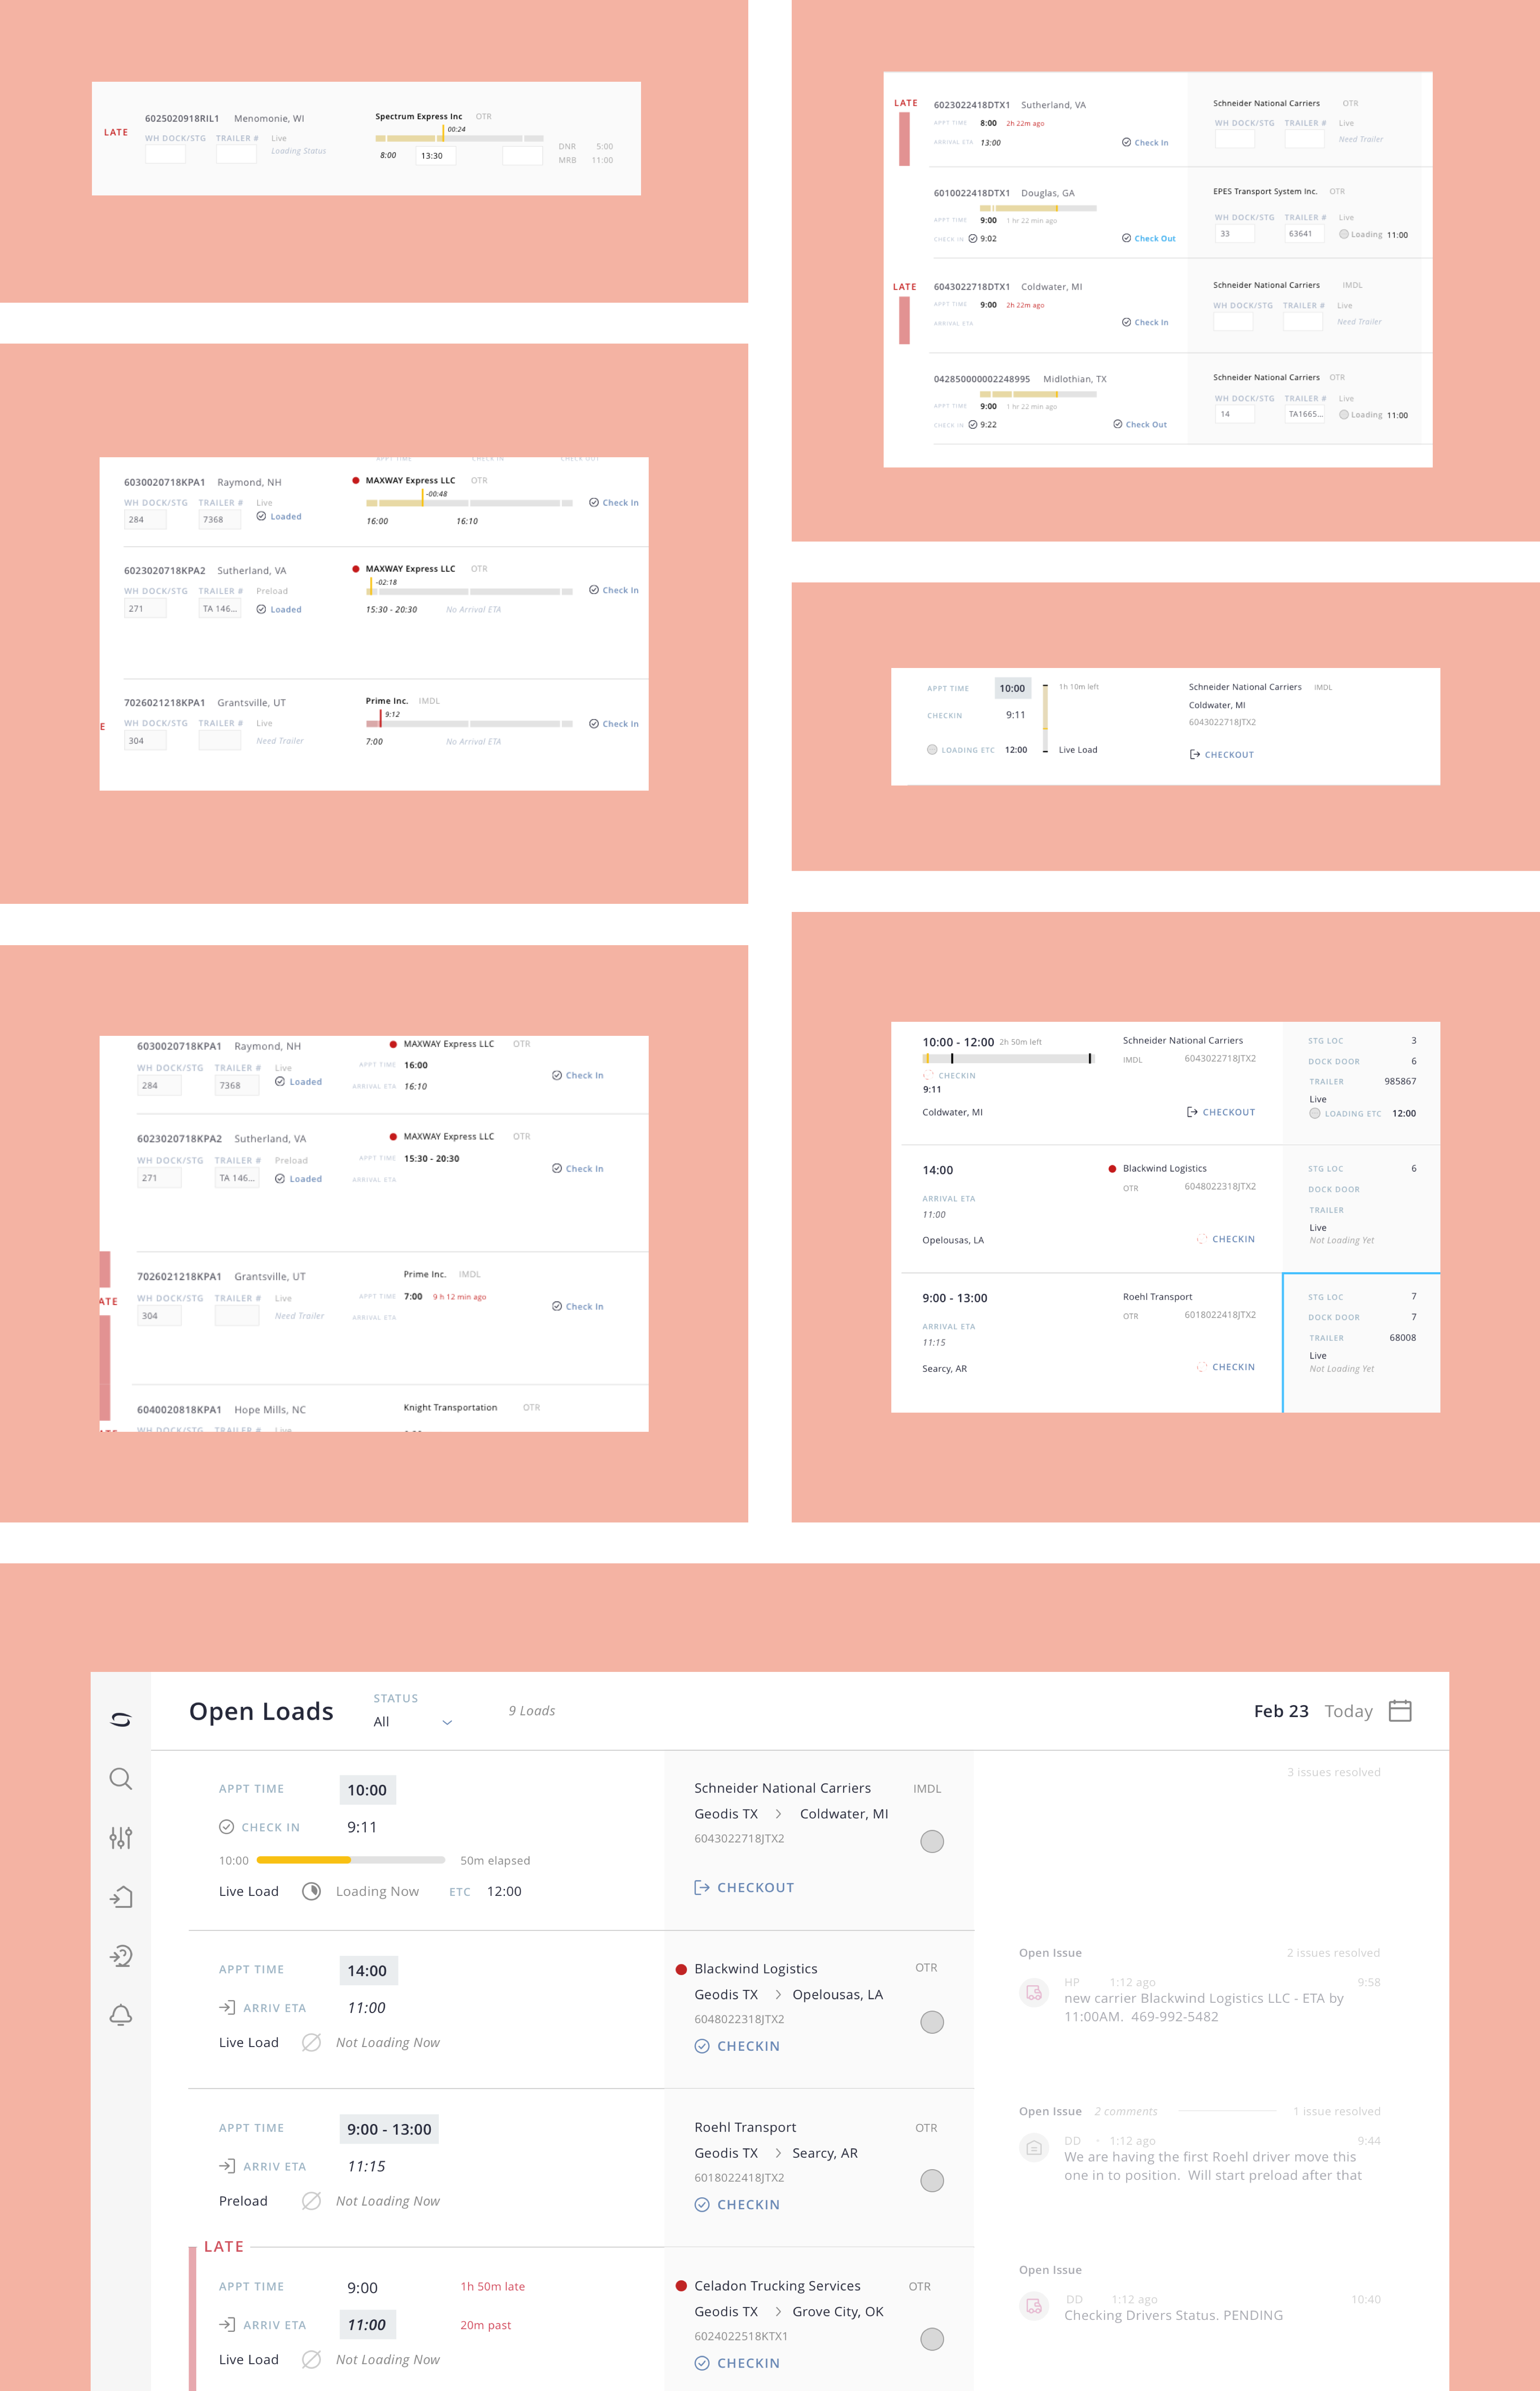 LATE
6025020918RIL1 Menomonie, WI
WH DOCK/STG TRAILER # Live
Loading Status
Spectrum Express Inc OTR
00:24
8:00 13:30
DNR 5:00
MRB 11:00
LATE
6023022418DTX1 Sutherland, VA
APPT TIME 8:00 2h 22m ago
ARRIVAL ETA 13:00
Check In
Schneider National Carriers OTR
WH DOCK/STG TRAILER # Live
Need Trailer
6010022418DTX1 Douglas, GA
APPT TIME 9:00 1 hr 22 min ago
CHECK IN 9:02
Check Out
EPES Transport System Inc. OTR
WH DOCK/STG TRAILER # Live
33 63641 Loading 11:00
LATE
6043022718DTX1 Coldwater, MI
APPT TIME 9:00 2h 22m ago
ARRIVAL ETA
Check In
Schneider National Carriers IMDL
WH DOCK/STG TRAILER # Live
Need Trailer
042850000002248995 Midlothian, TX
APPT TIME 9:00 1 hr 22 min ago
CHECK IN 9:22
Check Out
Schneider National Carriers OTR
WH DOCK/STG TRAILER # Live
14 TA1665... Loading 11:00
APPT TIME CHECK IN CHECK OUT
6030020718KPA1 Raymond, NH
WH DOCK/STG TRAILER # Live
284 7368 Loaded
MAXWAY Express LLC OTR
-00:48
Check In
16:00 16:10
6023020718KPA2 Sutherland, VA
WH DOCK/STG TRAILER # Preload
271 TA 146... Loaded
MAXWAY Express LLC OTR
-02:18
Check In
15:30 - 20:30 No Arrival ETA
E
7026021218KPA1 Grantsville, UT
WH DOCK/STG TRAILER # Live
304 Need Trailer
Prime Inc. IMDL
9:12
Check In
7:00 No Arrival ETA
APPT TIME 10:00 1h 10m left
CHECKIN 9:11
LOADING ETC 12:00 Live Load
Schneider National Carriers IMDL
Coldwater, MI
6043022718JTX2
CHECKOUT
6030020718KPA1 Raymond, NH
WH DOCK/STG TRAILER # Live
284 7368 Loaded
MAXWAY Express LLC OTR
APPT TIME 16:00
ARRIVAL ETA 16:10
Check In
6023020718KPA2 Sutherland, VA
WH DOCK/STG TRAILER # Preload
271 TA 146... Loaded
MAXWAY Express LLC OTR
APPT TIME 15:30 - 20:30
ARRIVAL ETA
Check In
ATE
7026021218KPA1 Grantsville, UT
WH DOCK/STG TRAILER # Live
304 Need Trailer
Prime Inc. IMDL
APPT TIME 7:00 9 h 12 min ago
ARRIVAL ETA
Check In
6040020818KPA1 Hope Mills, NC
WH DOCK/STG TRAILER # Live
Knight Transportation OTR
10:00 - 12:00 2h 50m left
CHECKIN
9:11
Coldwater, MI
Schneider National Carriers
IMDL 6043022718JTX2
CHECKOUT
STG LOC 3
DOCK DOOR 6
TRAILER 985867
Live
LOADING ETC 12:00
14:00
ARRIVAL ETA
11:00
Opelousas, LA
Blackwind Logistics
OTR 6048022318JTX2
CHECKIN
STG LOC 6
DOCK DOOR
TRAILER
Live
Not Loading Yet
9:00 - 13:00
ARRIVAL ETA
11:15
Searcy, AR
Roehl Transport
OTR 6018022418JTX2
CHECKIN
STG LOC 7
DOCK DOOR 7
TRAILER 68008
Live
Not Loading Yet
Open Loads
STATUS
All
9 Loads
Feb 23 Today
APPT TIME 10:00
CHECK IN 9:11
10:00 50m elapsed
Live Load Loading Now ETC 12:00
Schneider National Carriers IMDL
Geodis TX > Coldwater, MI
6043022718JTX2
CHECKOUT
3 issues resolved
APPT TIME 14:00
ARRIV ETA 11:00
Live Load Not Loading Now
Blackwind Logistics OTR
Geodis TX > Opelousas, LA
6048022318JTX2
CHECKIN
Open Issue 2 issues resolved
HP 1:12 ago 9:58
new carrier Blackwind Logistics LLC - ETA by
11:00AM. 469-992-5482
APPT TIME 9:00 - 13:00
ARRIV ETA 11:15
Preload Not Loading Now
Roehl Transport OTR
Geodis TX > Searcy, AR
6018022418JTX2
CHECKIN
Open Issue 2 comments 1 issue resolved
DD · 1:12 ago 9:44
We are having the first Roehl driver move this
one in to position. Will start preload after that
LATE
APPT TIME 9:00 1h 50m late
ARRIV ETA 11:00 20m past
Live Load Not Loading Now
Celadon Trucking Services OTR
Geodis TX > Grove City, OK
6024022518KTX1
CHECKIN
Open Issue
DD 1:12 ago 10:40
Checking Drivers Status. PENDING